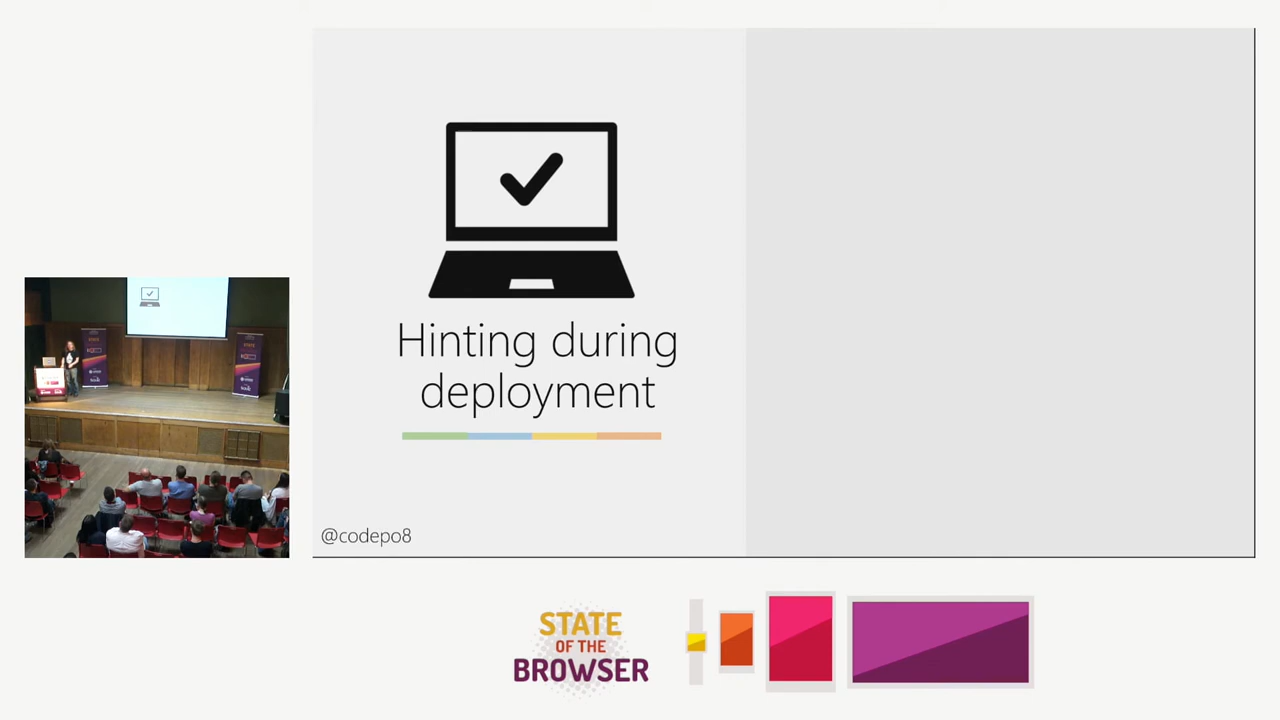 Hinting during
deployment
@codepo8
STATE
OF THE
BROWSER